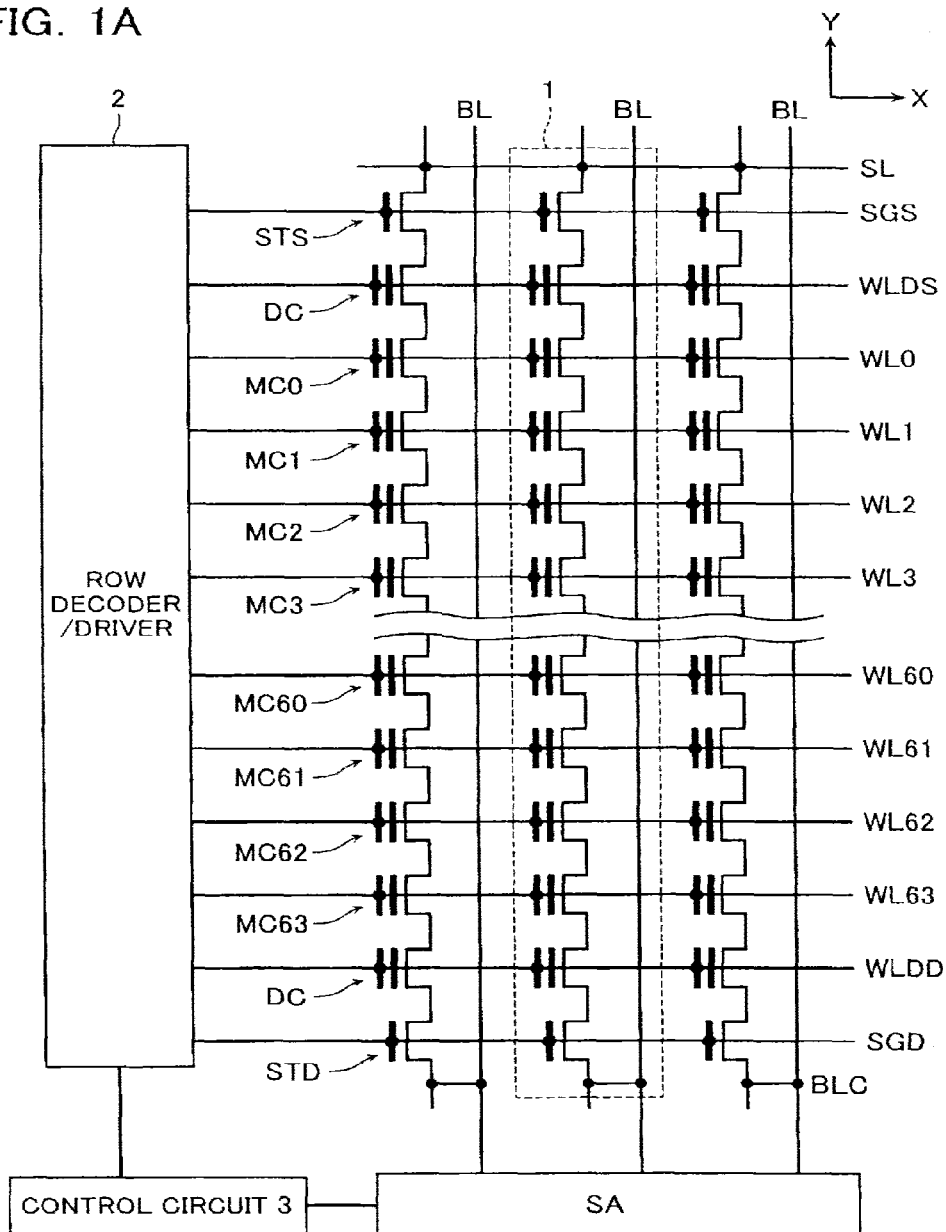 FIG. 1A
Y
X
2
1
BL
BL
BL
SL
SGS
STS
WLDS
DC
WL0
MC0
WL1
MC1
WL2
MC2
WL3
MC3
ROW
DECODER
/DRIVER
WL60
MC60
WL61
MC61
WL62
MC62
WL63
MC63
WLDD
DC
SGD
STD
BLC
CONTROL CIRCUIT 3
SA